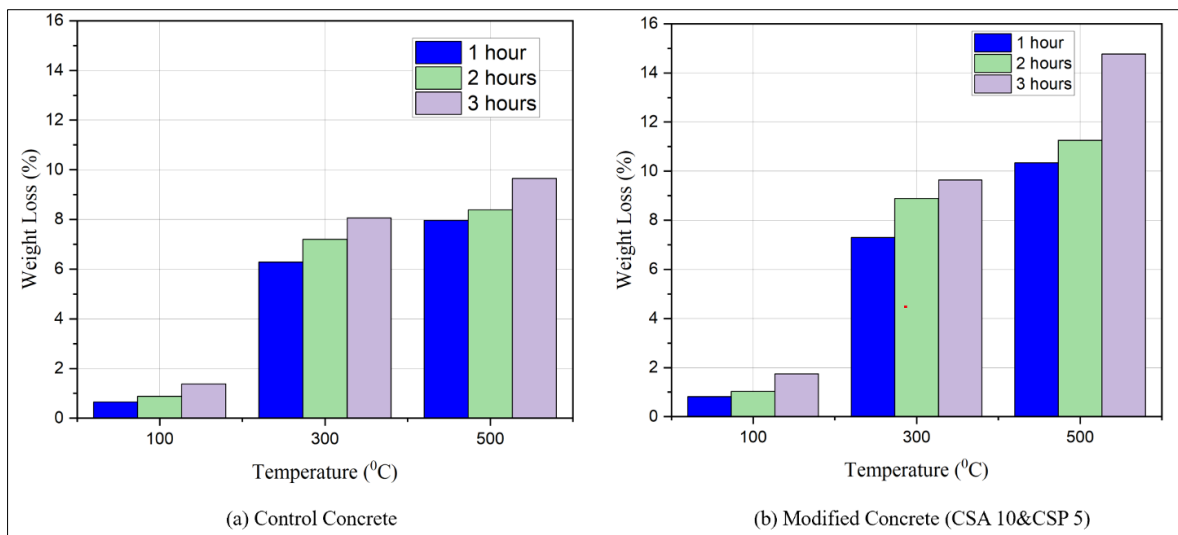 16
14
12
10
8
6
4
2
0
Weight Loss (%)
1 hour
2 hours
3 hours
100
300
500
Temperature (⁰C)
(a) Control Concrete
16
14
12
10
8
6
4
2
0
Weight Loss (%)
1 hour
2 hours
3 hours
100
300
500
Temperature (⁰C)
(b) Modified Concrete (CSA 10&CSP 5)